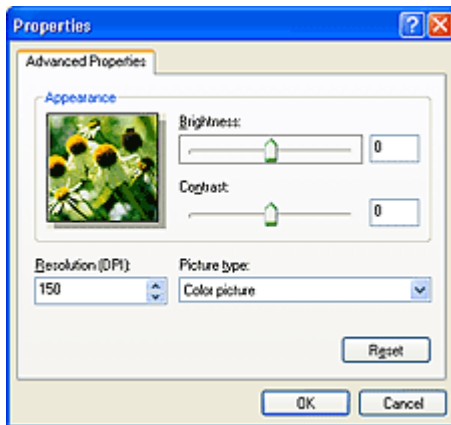 Properties
Advanced Properties
Appearance
Brightness:
0
Contrast:
0
Resolution (DPI):
150
Picture type:
Color picture
Reset
OK
Cancel